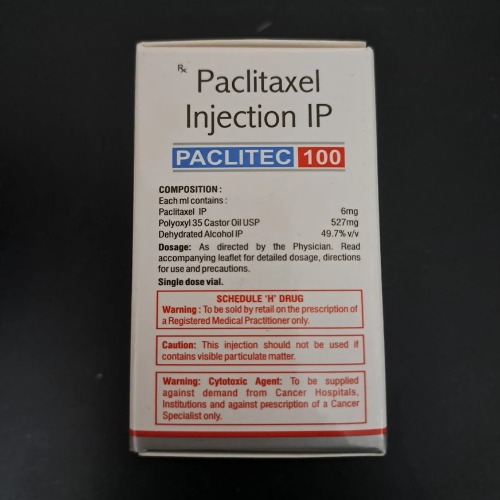 Rx Paclitaxel
Injection IP
PACLITEC 100
COMPOSITION :
Each ml contains :
Paclitaxel IP 6mg
Polyoxyl 35 Castor Oil USP 527mg
Dehydrated Alcohol IP 49.7% v/v
Dosage: As directed by the Physician. Read
accompanying leaflet for detailed dosage, directions
for use and precautions.
Single dose vial.
SCHEDULE 'H' DRUG
Warning : To be sold by retail on the prescription of
a Registered Medical Practitioner only.
Caution: This injection should not be used if
contains visible particulate matter.
Warning: Cytotoxic Agent: To be supplied
against demand from Cancer Hospitals,
Institutions and against prescription of a Cancer
Specialist only.